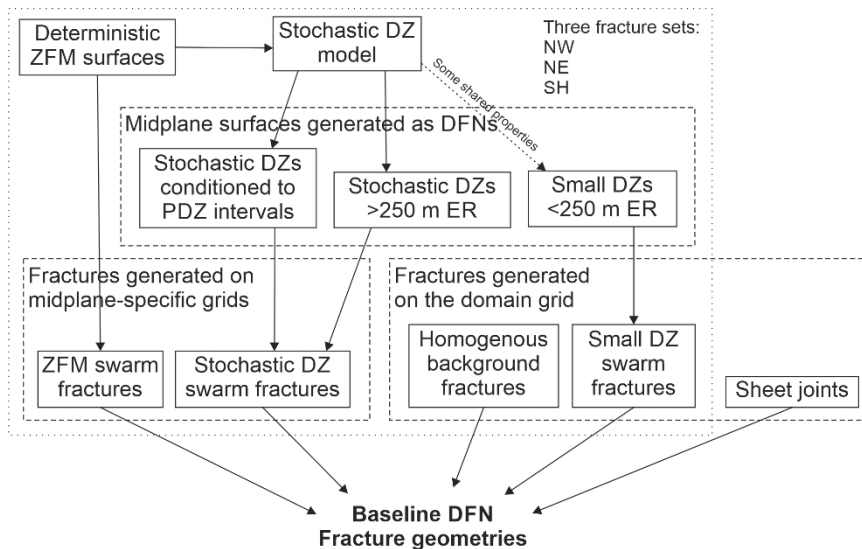 Deterministic
ZFM surfaces
Stochastic DZ
model
Three fracture sets:
NW
NE
SH
Some shared properties
Midplane surfaces generated as DFNs
Stochastic DZs
conditioned to
PDZ intervals
Stochastic DZs
>250 m ER
Small DZs
<250 m ER
Fractures generated on
midplane-specific grids
Fractures generated
on the domain grid
ZFM swarm
fractures
Stochastic DZ
swarm fractures
Homogenous
background
fractures
Small DZ
swarm
fractures
Sheet joints
Baseline DFN
Fracture geometries